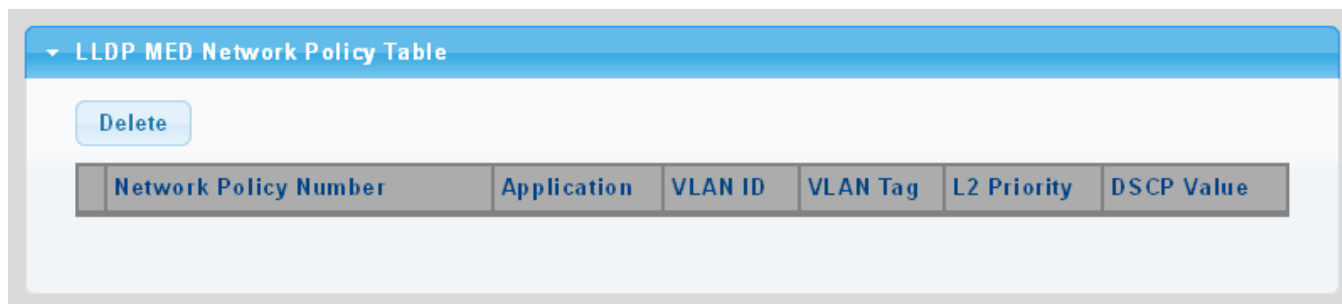 LLDP MED Network Policy Table
Delete
Network Policy Number Application VLAN ID VLAN Tag L2 Priority DSCP Value